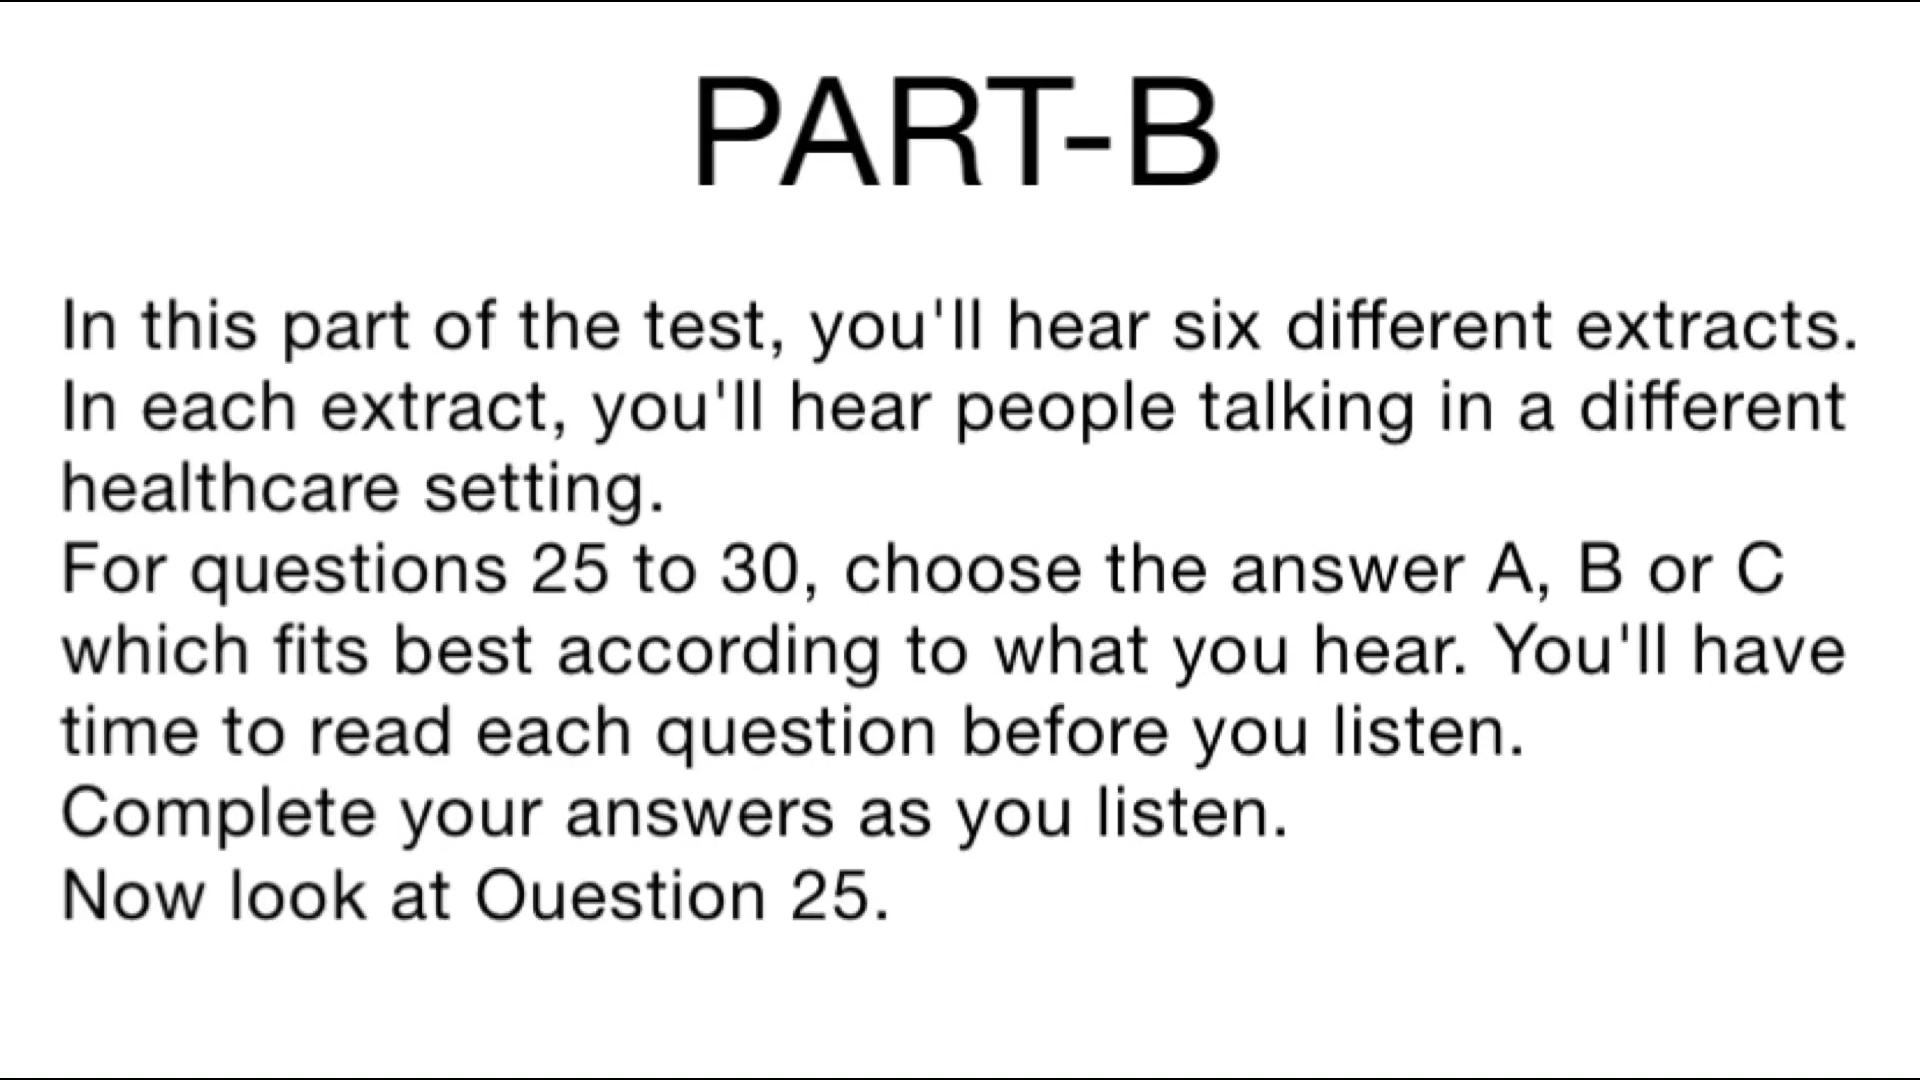 PART-B
In this part of the test, you'll hear six different extracts.
In each extract, you'll hear people talking in a different
healthcare setting.
For questions 25 to 30, choose the answer A, B or C
which fits best according to what you hear. You'll have
time to read each question before you listen.
Complete your answers as you listen.
Now look at Ouestion 25.